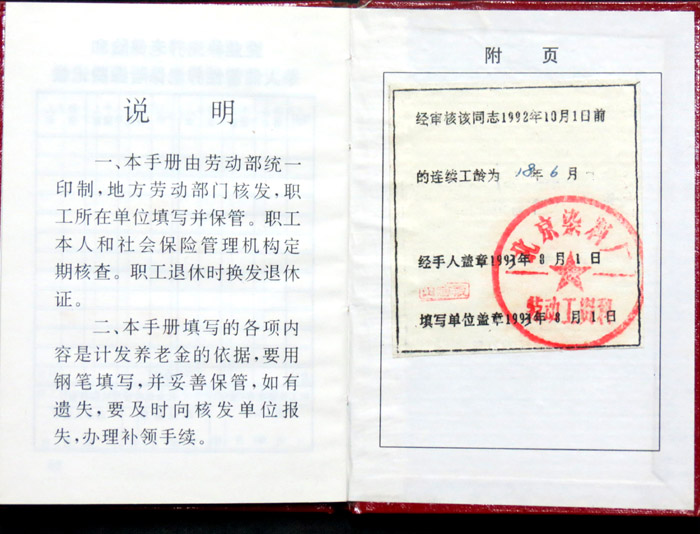 说 明
一、本手册由劳动部统一
印制,地方劳动部门核发,职
工所在单位填写并保管。职工
本人和社会保险管理机构定
期核查。职工退休时换发退休
证。
二、本手册填写的各项内
容是计发养老金的依据,要用
钢笔填写,并妥善保管,如有
遗失,要及时向核发单位报
失,办理补领手续。
附 页
经审核该同志1992年10月1日前
的连续工龄为 18年6月
北京染料厂
经手人盖章1993年8月1日
劳动工资科
填写单位盖章1993年8月1日